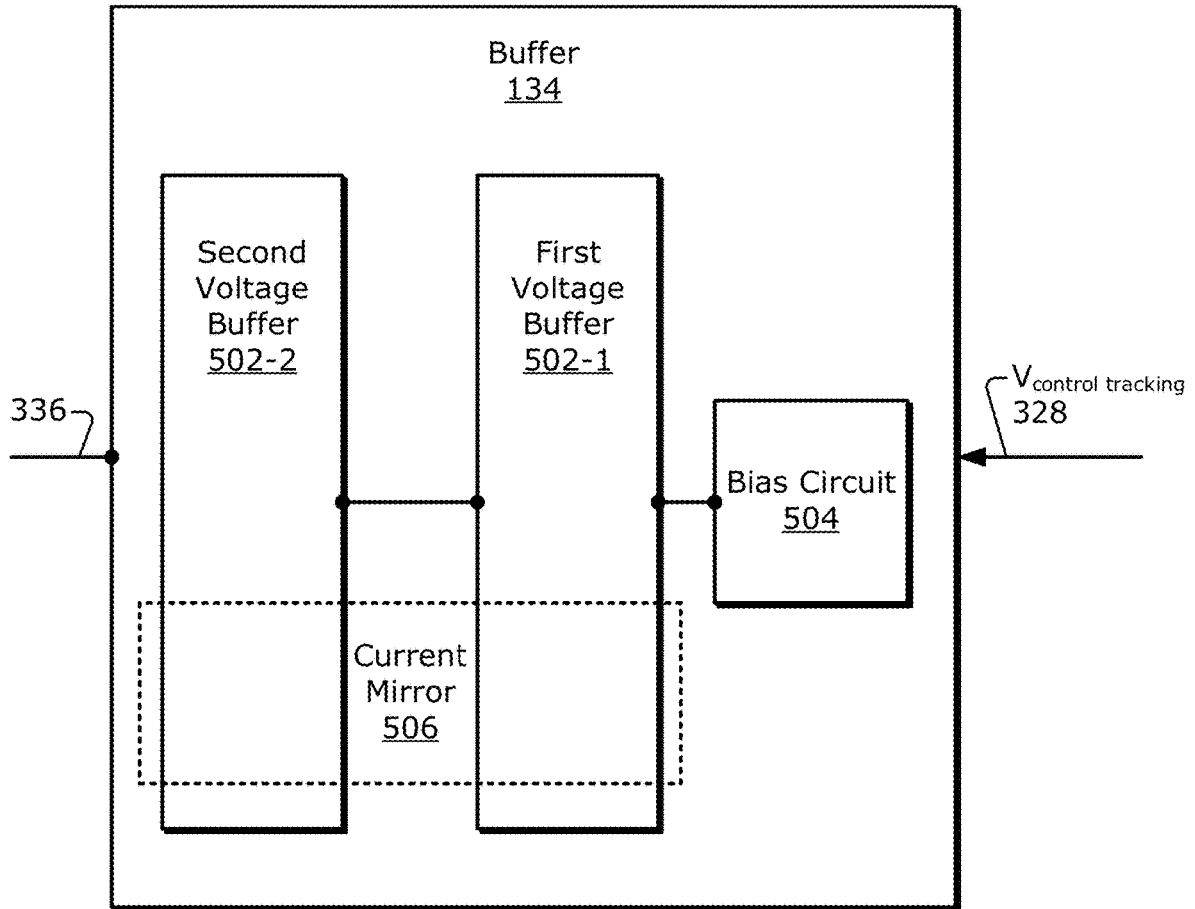 Buffer
134
Second
Voltage
Buffer
502-2
First
Voltage
Buffer
502-1
336
Vcontrol tracking
328
Bias Circuit
504
Current
Mirror
506